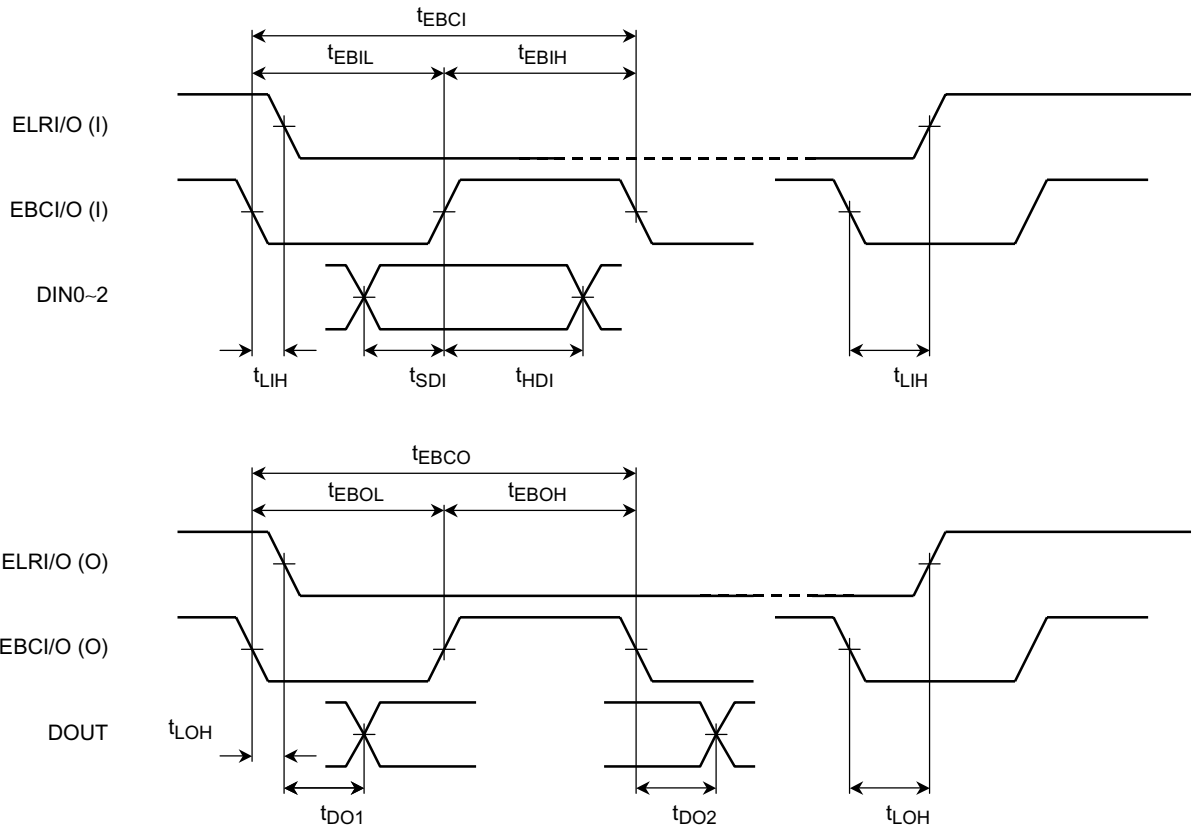 tEBCI
tEBIL tEBIH
ELRI/O (I)
EBCI/O (I)
DIN0~2
tLIH tSDI tHDI tLIH
tEBCO
tEBOL tEBOH
ELRI/O (O)
EBCI/O (O)
DOUT tLOH
tDO1 tDO2 tLOH